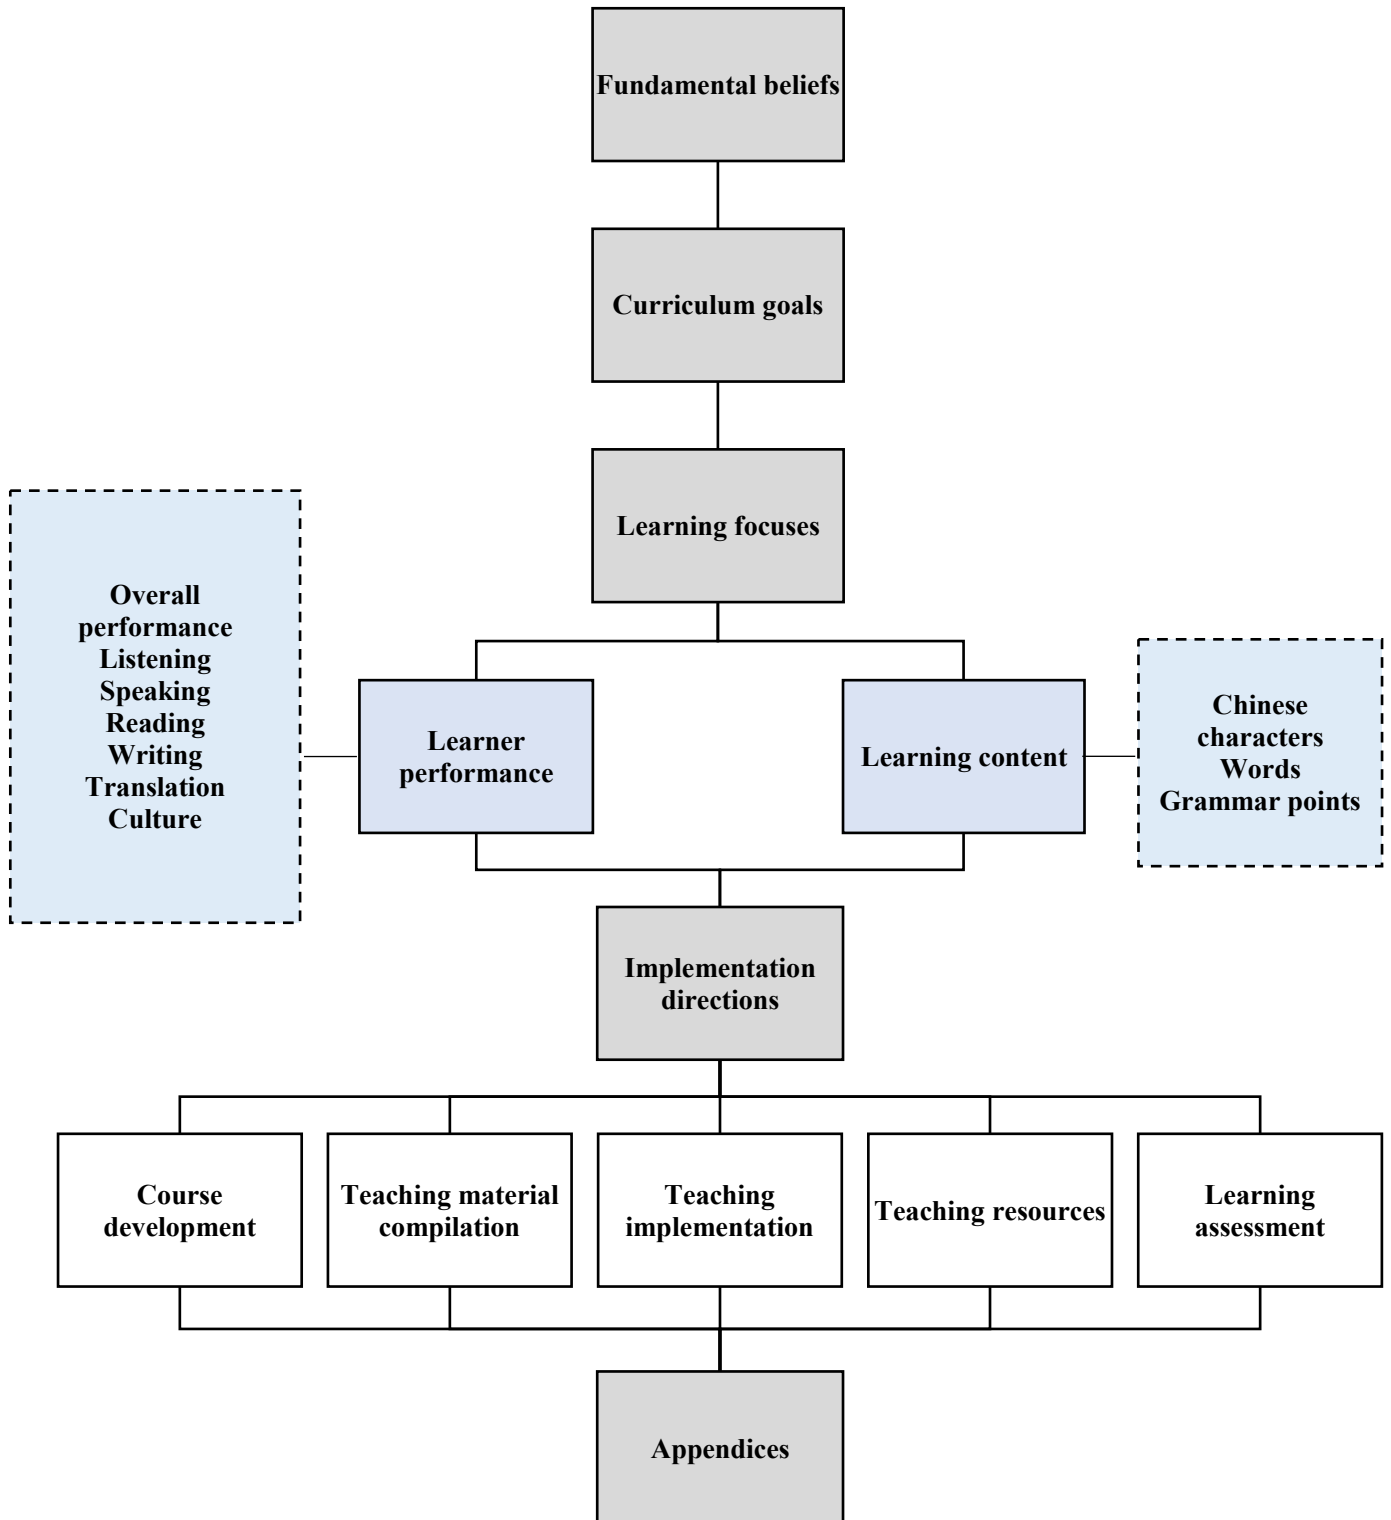 Fundamental beliefs
Curriculum goals
Learning focuses
Overall
performance
Listening
Speaking
Reading
Writing
Translation
Culture
Learner
performance
Learning content
Chinese
characters
Words
Grammar points
Implementation
directions
Course
development
Teaching material
compilation
Teaching
implementation
Teaching resources
Learning
assessment
Appendices